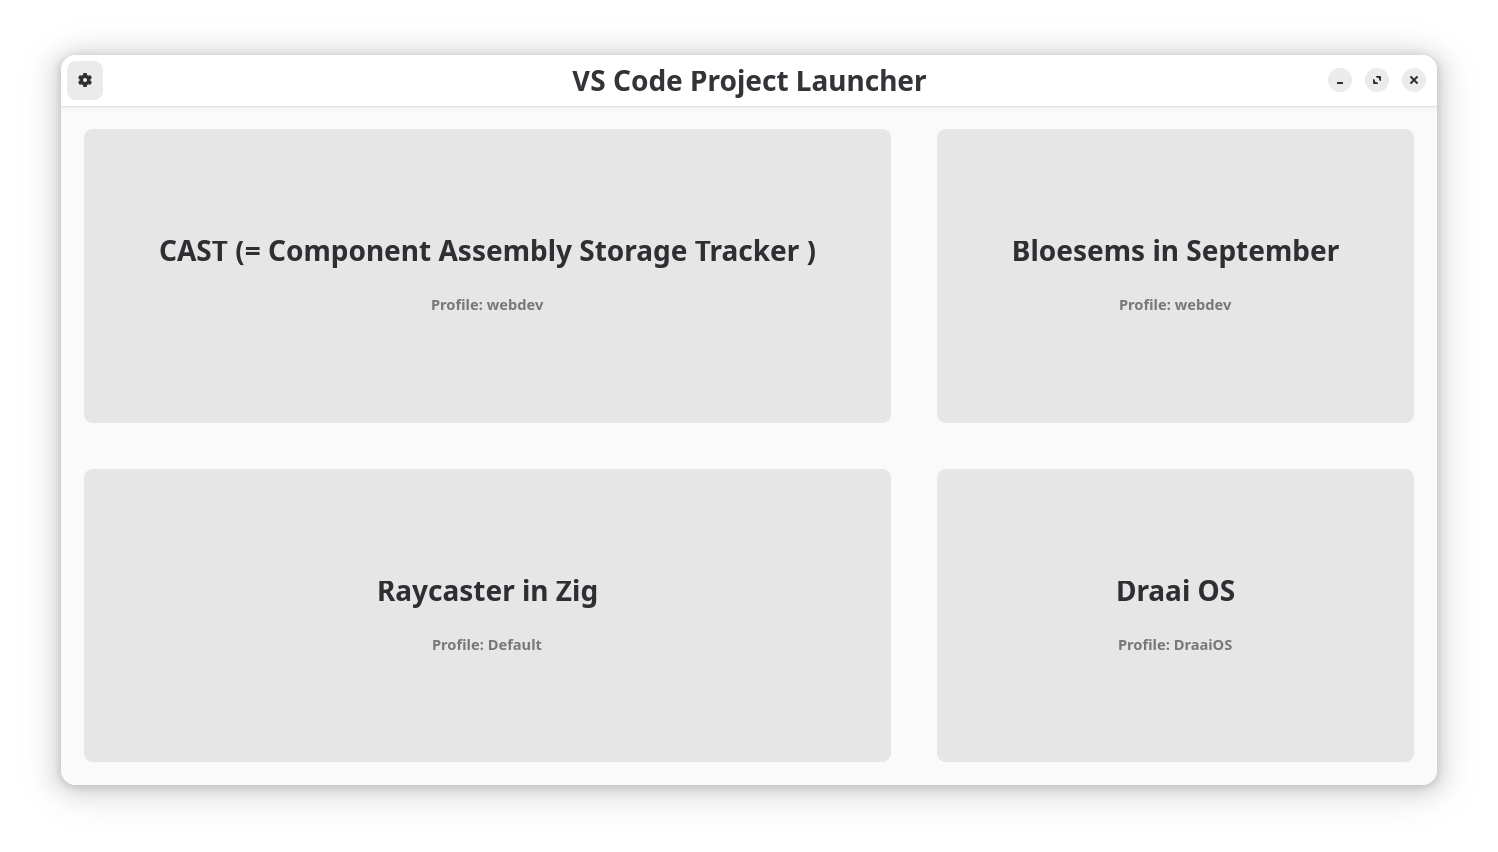 VS Code Project Launcher
CAST (= Component Assembly Storage Tracker )
Profile: webdev
Bloesems in September
Profile: webdev
Raycaster in Zig
Profile: Default
Draai OS
Profile: DraaiOS